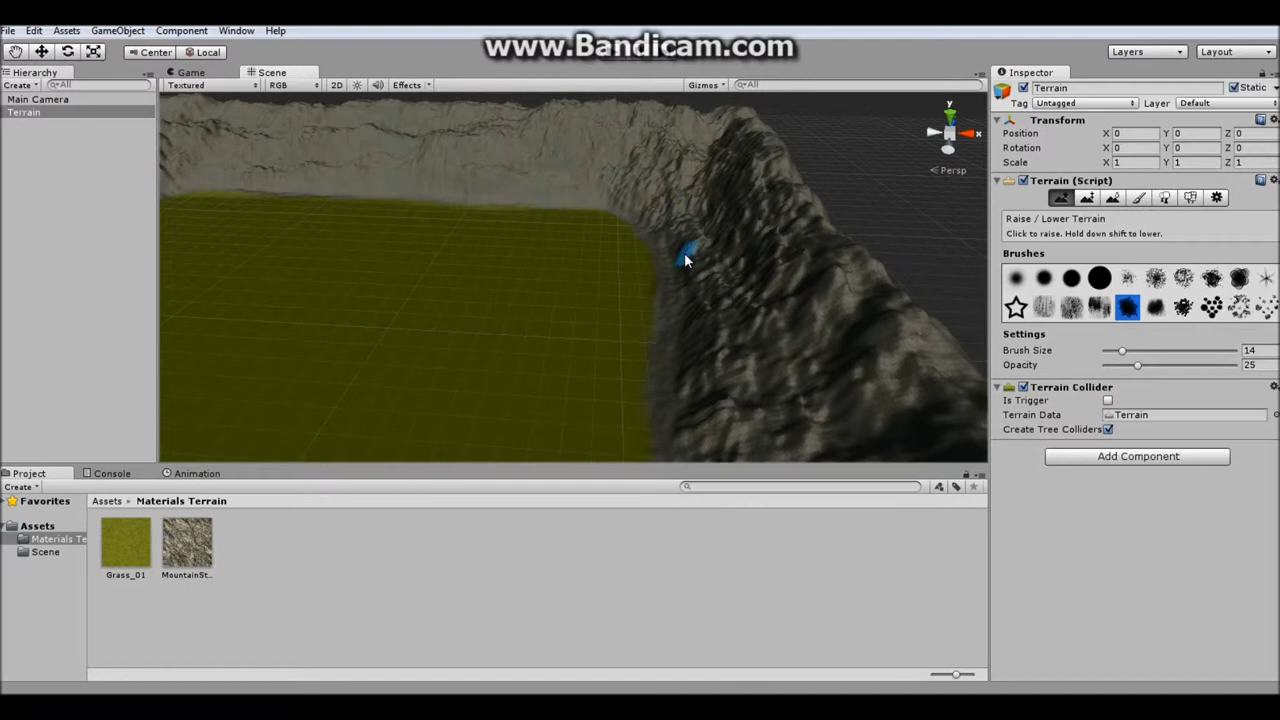 www.Bandicam.com
File Edit Assets GameObject Component Window Help
Center Local Layers Layout
Hierarchy
Create All
Main Camera
Terrain
Game Scene
Textured RGB 2D Effects Gizmos All
y
x
Persp
Inspector
Terrain Static
Tag Untagged Layer Default
Transform
Position X 0 Y 0 Z 0
Rotation X 0 Y 0 Z 0
Scale X 1 Y 1 Z 1
Terrain (Script)
Raise / Lower Terrain
Click to raise. Hold down shift to lower.
Brushes
Settings
Brush Size 14
Opacity 25
Terrain Collider
Is Trigger
Terrain Data Terrain
Create Tree Colliders
Add Component
Project Console Animation
Create
Favorites
Assets
Materials Te
Scene
Assets Materials Terrain
Grass_01 MountainSt...